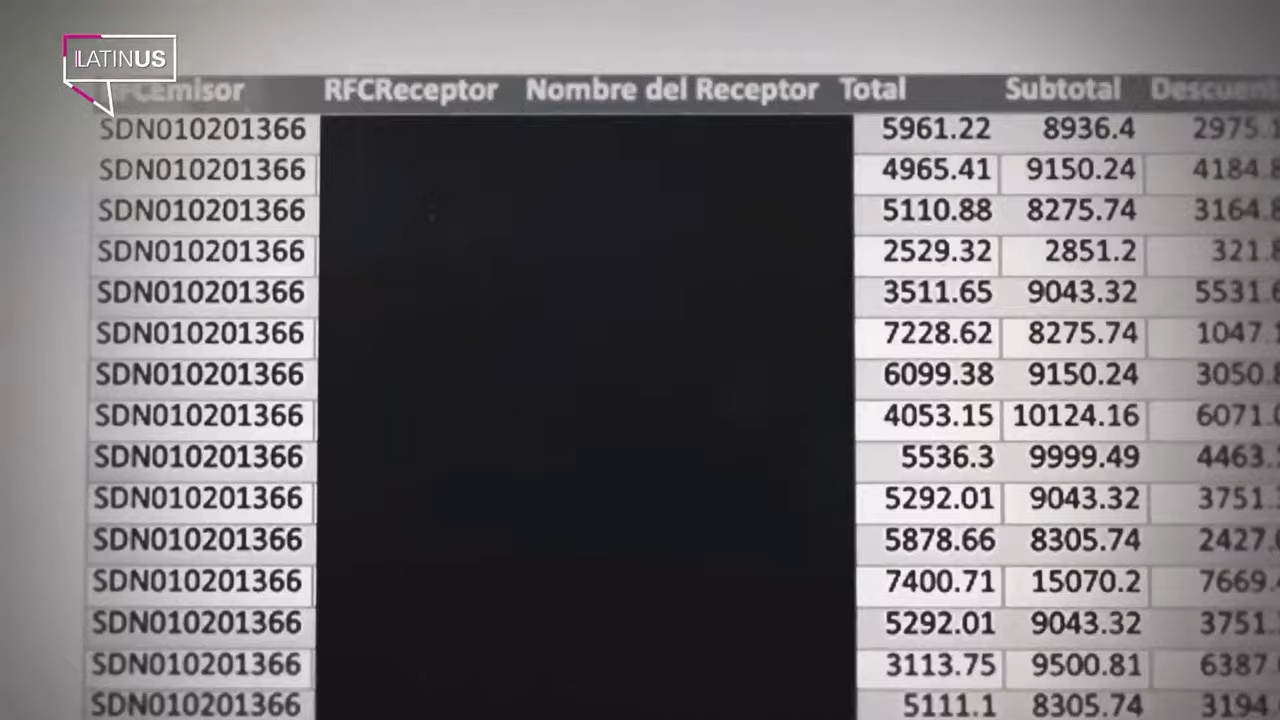 LATINUS
RFCEmisor RFCReceptor Nombre del Receptor Total Subtotal
SDN010201366 5961.22 8936.4
SDN010201366 4965.41 9150.24
SDN010201366 5110.88 8275.74
SDN010201366 2529.32 2851.2
SDN010201366 3511.65 9043.32
SDN010201366 7228.62 8275.74
SDN010201366 6099.38 9150.24
SDN010201366 4053.15 10124.16
SDN010201366 5536.3 9999.49
SDN010201366 5292.01 9043.32
SDN010201366 5878.66 8305.74
SDN010201366 7400.71 15070.2
SDN010201366 5292.01 9043.32
SDN010201366 3113.75 9500.81
SDN010201366 5111.1 8305.74